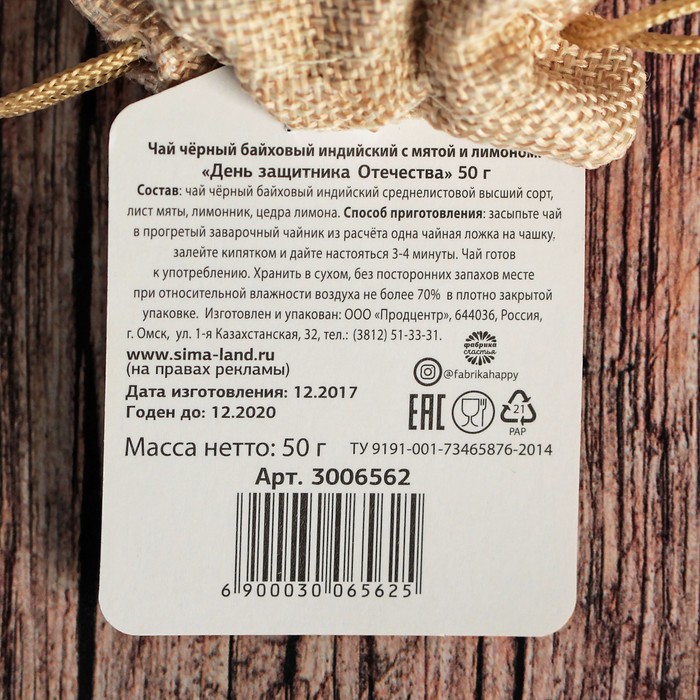 Чай чёрный байховый индийский с мятой и лимоном.
«День защитника Отечества» 50 г
Состав: чай чёрный байховый индийский среднелистовой высший сорт,
лист мяты, лимонник, цедра лимона. Способ приготовления: засыпьте чай
в прогретый заварочный чайник из расчёта одна чайная ложка на чашку,
залейте кипятком и дайте настояться 3-4 минуты. Чай готов
к употреблению. Хранить в сухом, без посторонних запахов месте
при относительной влажности воздуха не более 70% в плотно закрытой
упаковке. Изготовлен и упакован: ООО «Продцентр», 644036, Россия,
г. Омск, ул. 1-я Казахстанская, 32, тел.: (3812) 51-33-31.
www.sima-land.ru
(на правах рекламы)
фабрика
счастья
@fabrikahappy
Дата изготовления: 12.2017
Годен до: 12.2020
EAC
21
PAP
Масса нетто: 50 г ТУ 9191-001-73465876-2014
Арт. 3006562
6 900030 065625